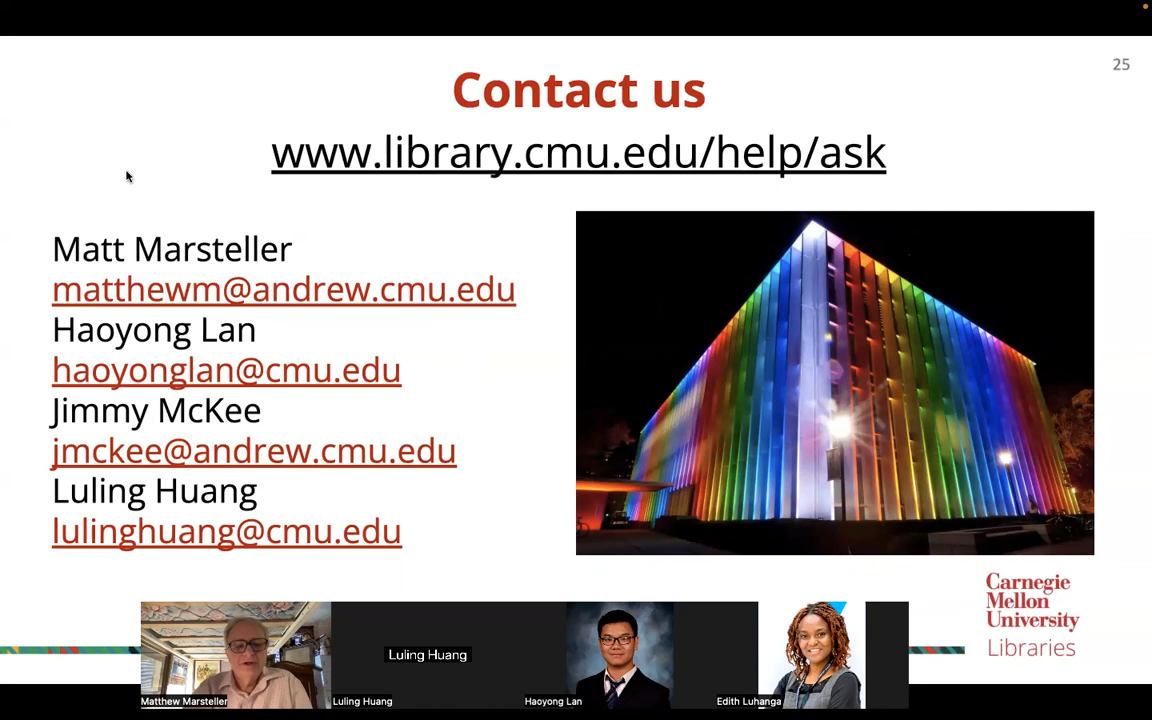 25
Contact us
www.library.cmu.edu/help/ask
Matt Marsteller
matthewm@andrew.cmu.edu
Haoyong Lan
haoyonglan@cmu.edu
Jimmy McKee
jmckee@andrew.cmu.edu
Luling Huang
lulinghuang@cmu.edu
Carnegie
Mellon
University
Libraries
Luling Huang
Matthew Marsteller
Luling Huang
Haoyong Lan
Edith Luhanga